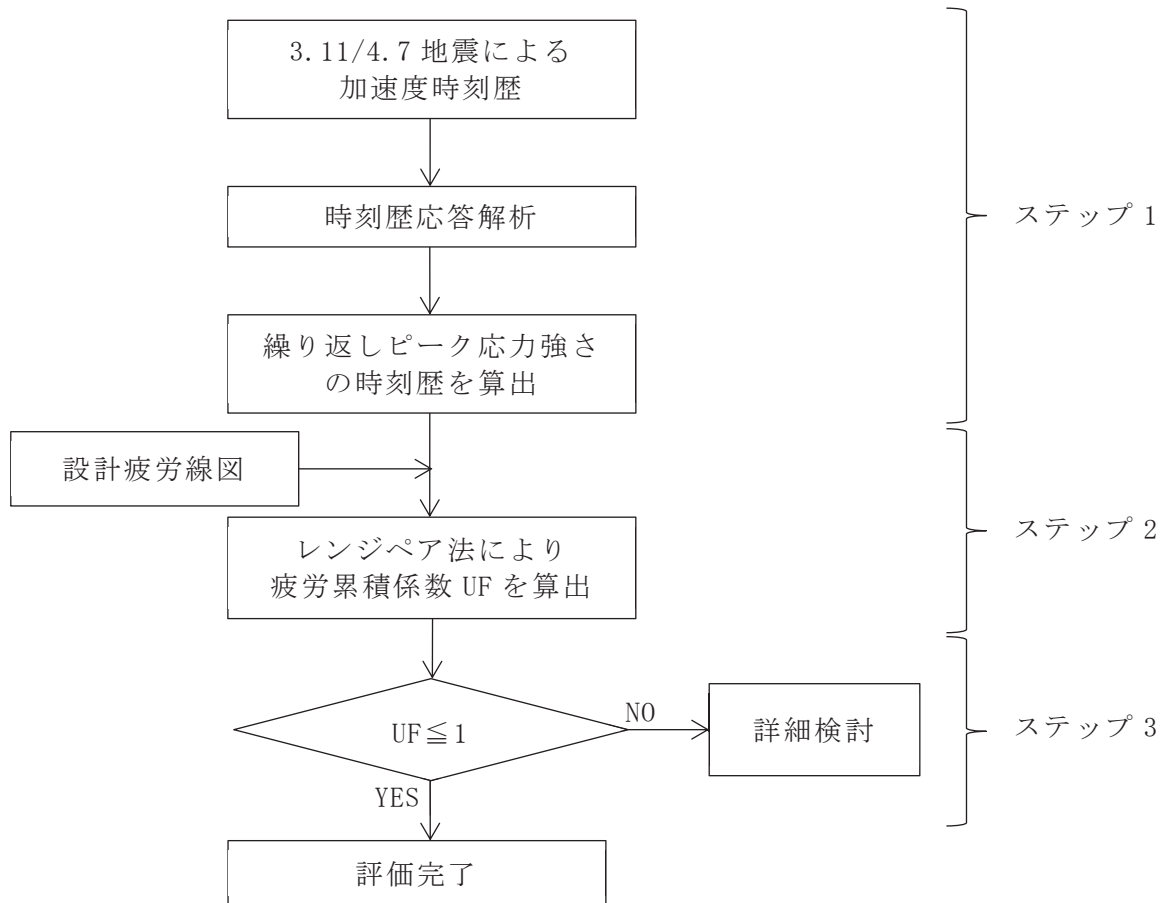 3.11/4.7 地震による
加速度時刻歴
時刻歴応答解析
ステップ 1
繰り返しピーク応力強さ
の時刻歴を算出
設計疲労線図
ステップ 2
レンジペア法により
疲労累積係数 UF を算出
UF≦1
NO
詳細検討
ステップ 3
YES
評価完了